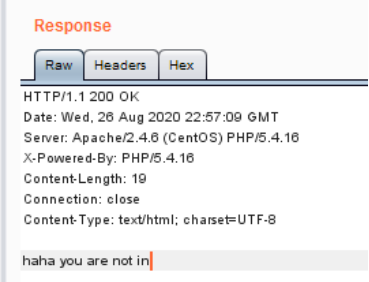 Response
Raw Headers Hex
HTTP/1.1 200 OK
Date: Wed, 26 Aug 2020 22:57:09 GMT
Server: Apache/2.4.6 (CentOS) PHP/5.4.16
X-Powered-By: PHP/5.4.16
Content-Length: 19
Connection: close
Content-Type: text/html; charset=UTF-8
haha you are not in